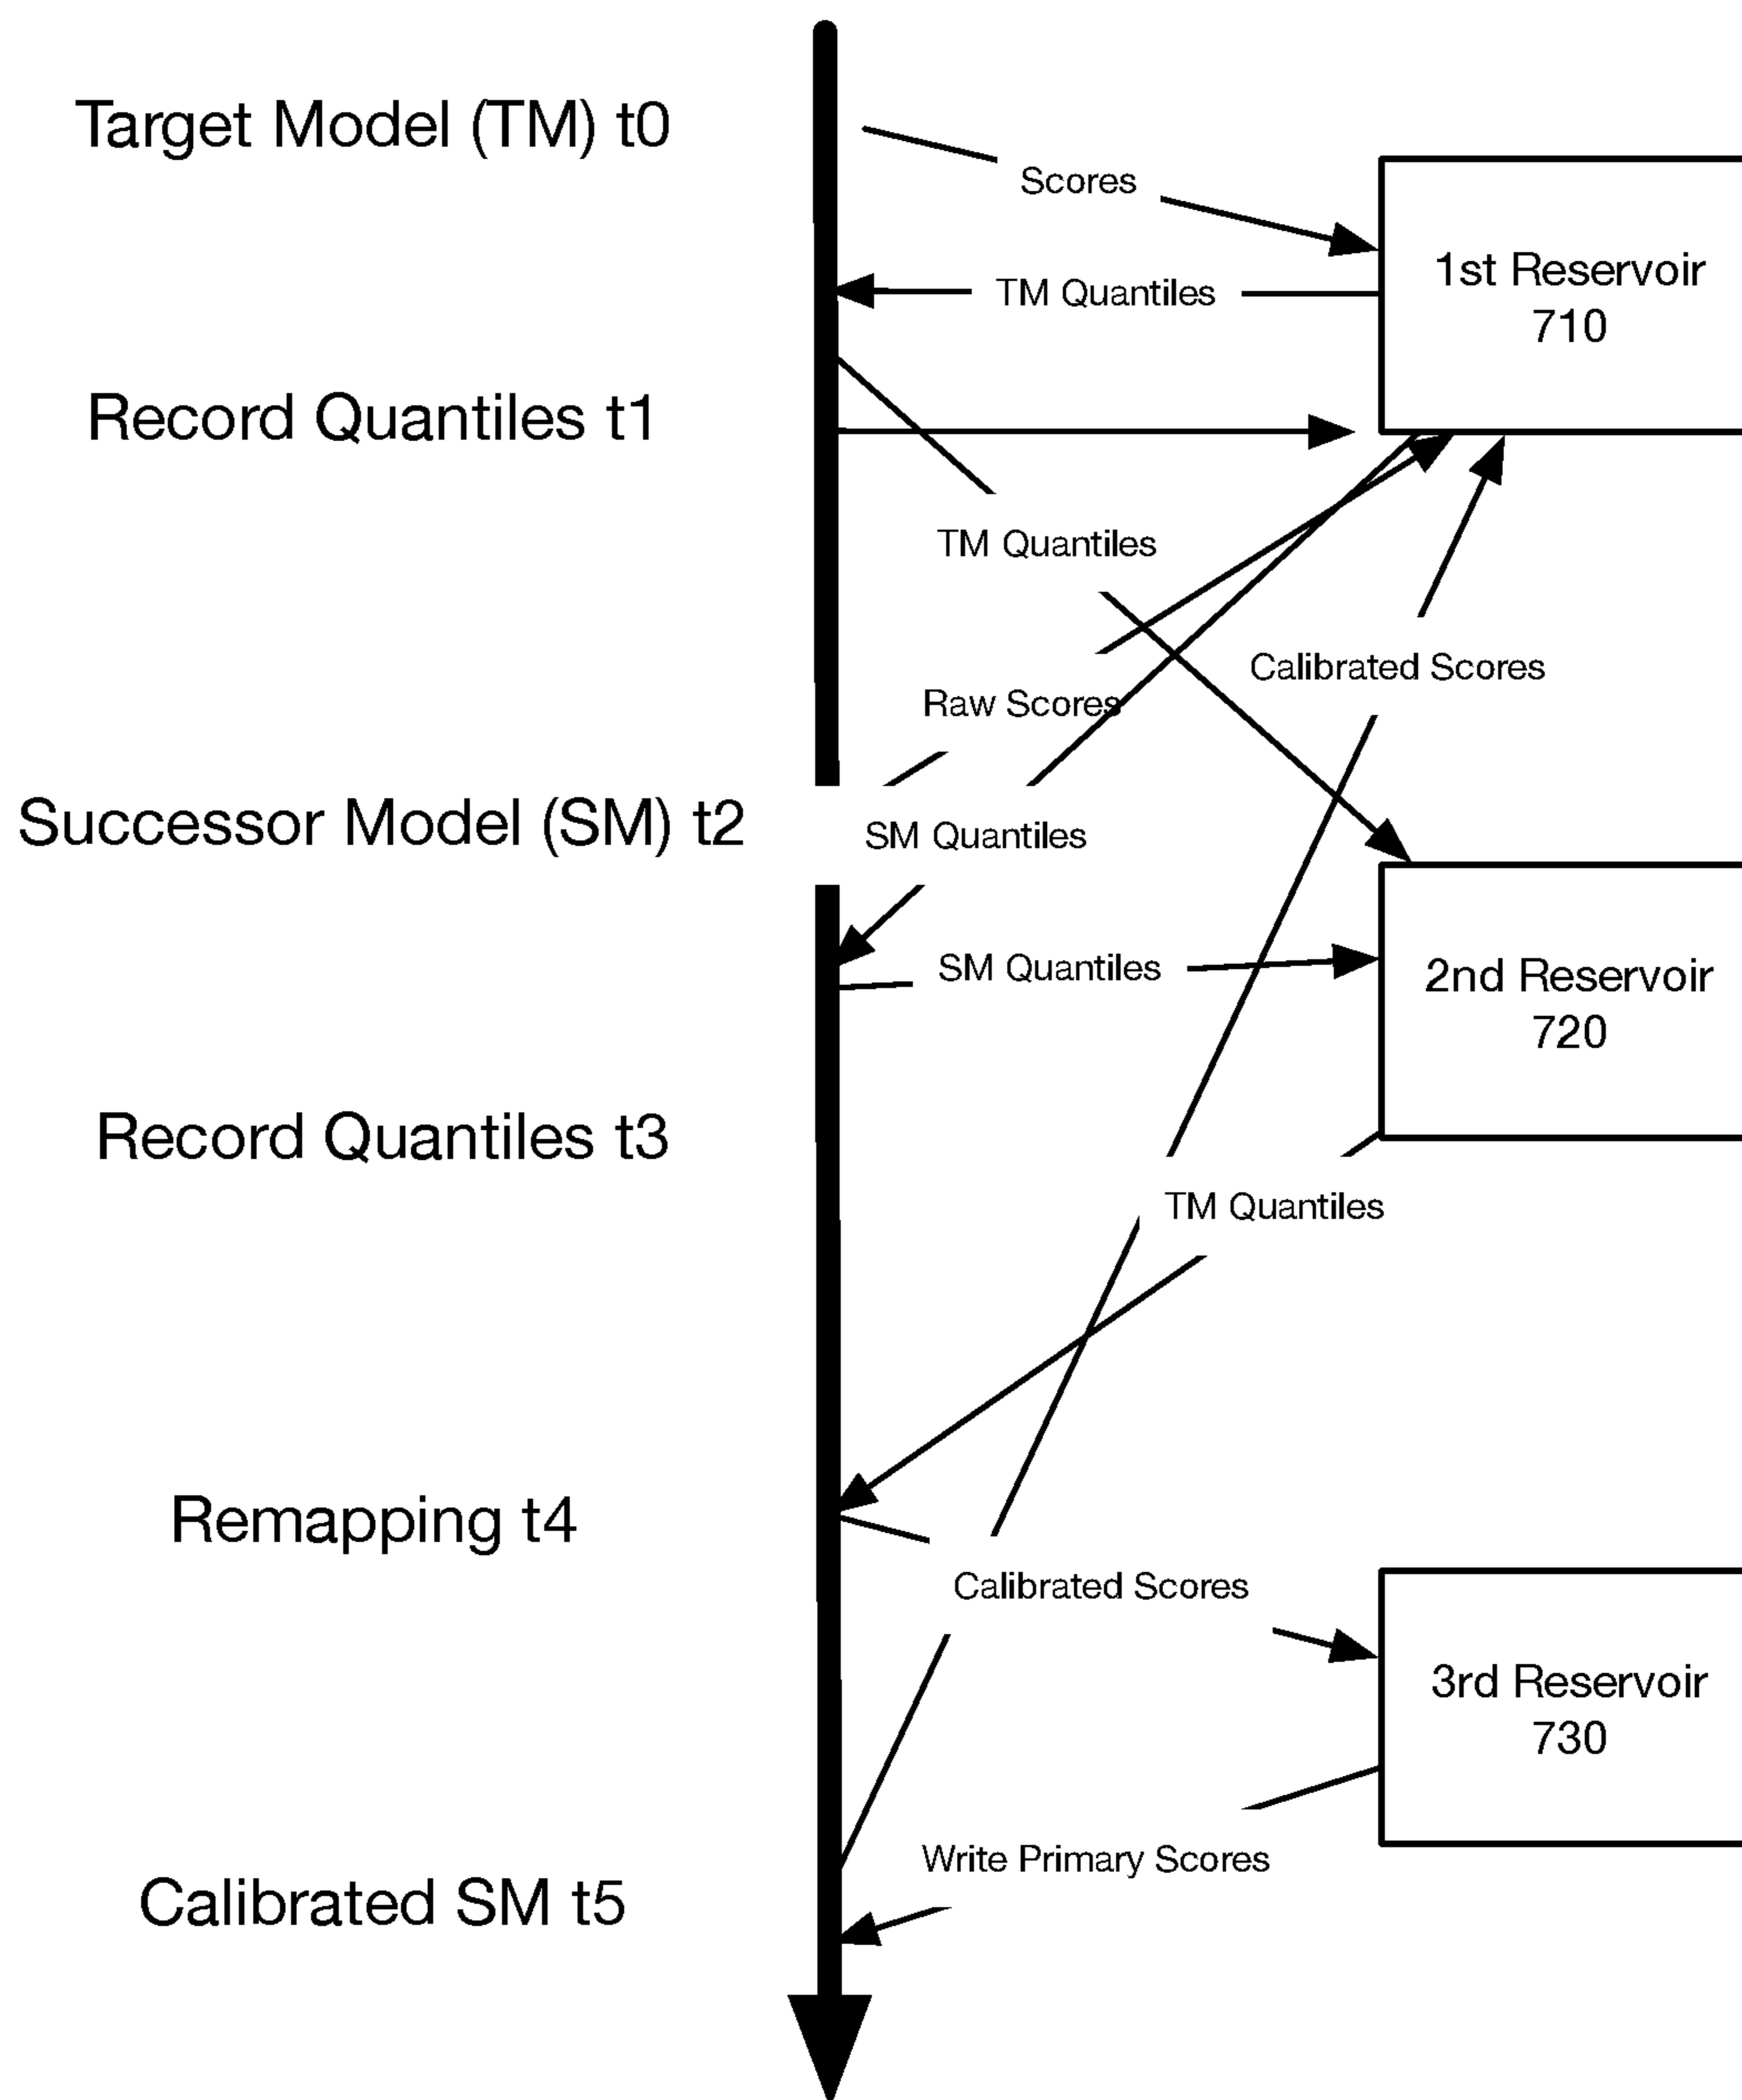 Target Model (TM) t0
Scores
1st Reservoir
710
TM Quantiles
Record Quantiles t1
TM Quantiles
Calibrated Scores
Raw Scores
Successor Model (SM) t2
SM Quantiles
SM Quantiles
2nd Reservoir
720
Record Quantiles t3
TM Quantiles
Remapping t4
Calibrated Scores
3rd Reservoir
730
Write Primary Scores
Calibrated SM t5